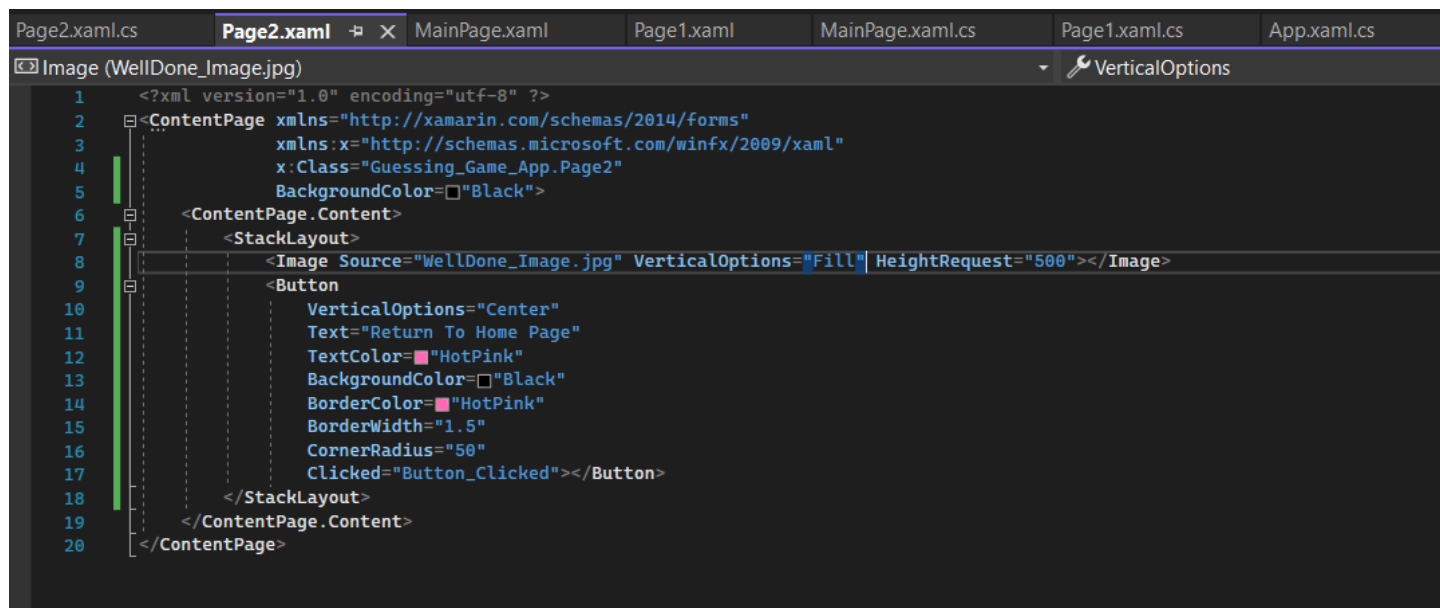 Page2.xaml.cs Page2.xaml MainPage.xaml Page1.xaml MainPage.xaml.cs Page1.xaml.cs App.xaml.cs
Image (WellDone_Image.jpg) VerticalOptions
1 <?xml version="1.0" encoding="utf-8" ?>
2 <ContentPage xmlns="http://xamarin.com/schemas/2014/forms"
3 xmlns:x="http://schemas.microsoft.com/winfx/2009/xaml"
4 x:Class="Guessing_Game_App.Page2"
5 BackgroundColor="Black">
6 <ContentPage.Content>
7 <StackLayout>
8 <Image Source="WellDone_Image.jpg" VerticalOptions="Fill" HeightRequest="500"></Image>
9 <Button
10 VerticalOptions="Center"
11 Text="Return To Home Page"
12 TextColor="HotPink"
13 BackgroundColor="Black"
14 BorderColor="HotPink"
15 BorderWidth="1.5"
16 CornerRadius="50"
17 Clicked="Button_Clicked"></Button>
18 </StackLayout>
19 </ContentPage.Content>
20 </ContentPage>